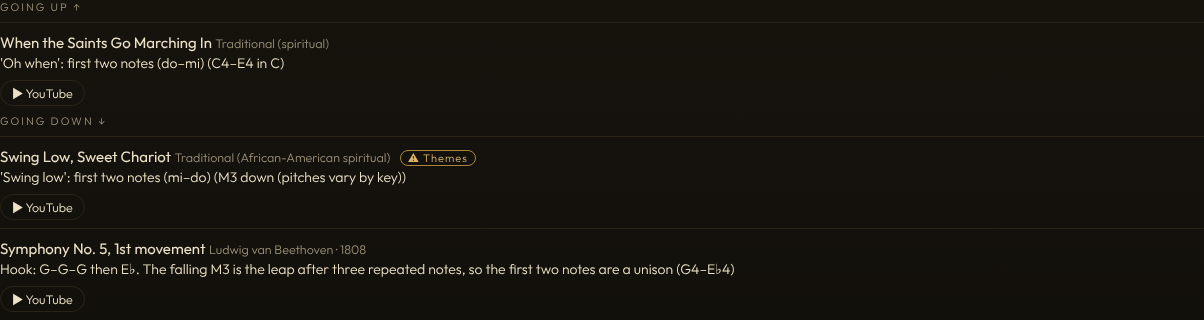 GOING UP ↑
When the Saints Go Marching In Traditional (spiritual)
'Oh when': first two notes (do–mi) (C4–E4 in C)
▶ YouTube
GOING DOWN ↓
Swing Low, Sweet Chariot Traditional (African-American spiritual) ⚠ Themes
'Swing low': first two notes (mi–do) (M3 down (pitches vary by key))
▶ YouTube
Symphony No. 5, 1st movement Ludwig van Beethoven · 1808
Hook: G–G–G then E♭. The falling M3 is the leap after three repeated notes, so the first two notes are a unison (G4–E♭4)
▶ YouTube